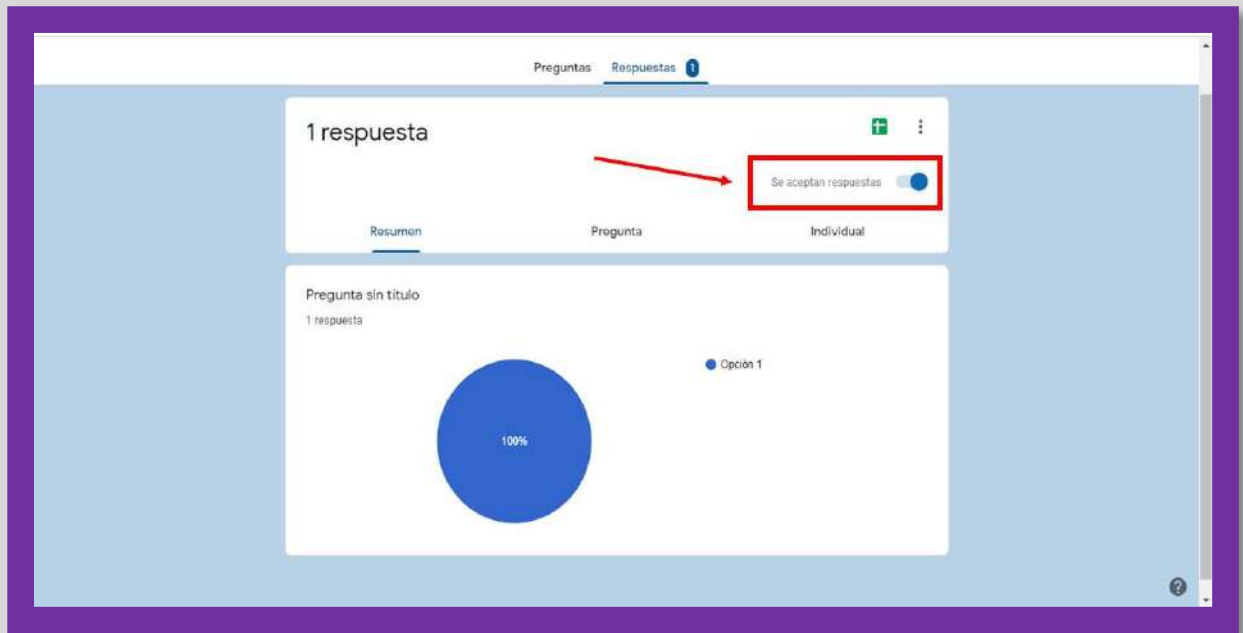 Preguntas Respuestas 1
1 respuesta
Se aceptan respuestas
Resumen Pregunta Individual
Pregunta sin título
1 respuesta
Opción 1
100%